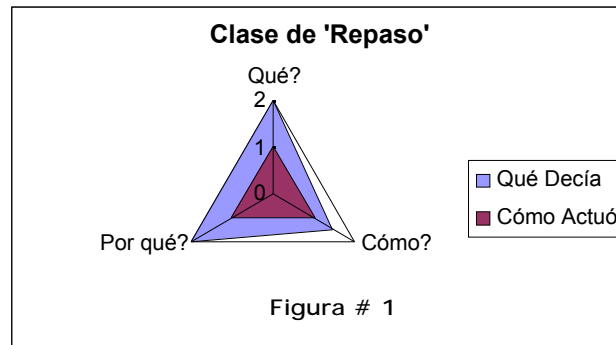 Clase de 'Repaso'
Qué?
2
1
0
Por qué?
Cómo?
Qué Decía
Cómo Actuó
Figura # 1